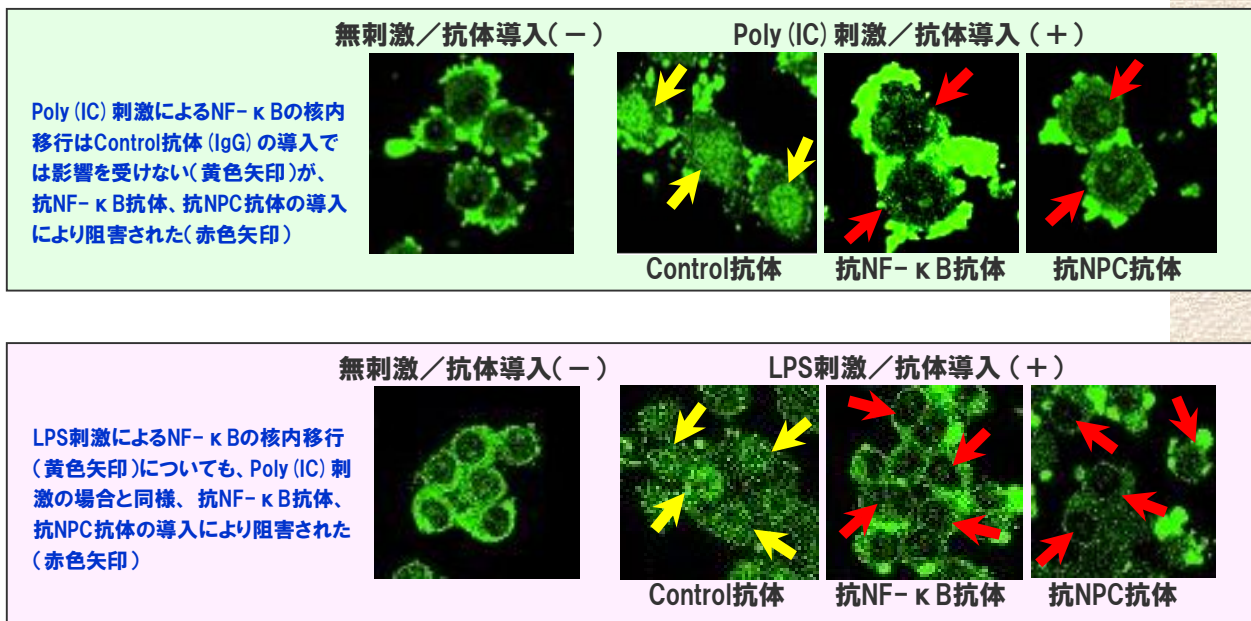 無刺激／抗体導入(－)
Poly(IC)刺激／抗体導入(＋)
Poly(IC)刺激によるNF-κBの核内
移行はControl抗体(IgG)の導入で
は影響を受けない(黄色矢印)が、
抗NF-κB抗体、抗NPC抗体の導入
により阻害された(赤色矢印)
Control抗体
抗NF-κB抗体
抗NPC抗体
無刺激／抗体導入(－)
LPS刺激／抗体導入(＋)
LPS刺激によるNF-κBの核内移行
(黄色矢印)についても、Poly(IC)刺
激の場合と同様、抗NF-κB抗体、
抗NPC抗体の導入により阻害された
(赤色矢印)
Control抗体
抗NF-κB抗体
抗NPC抗体